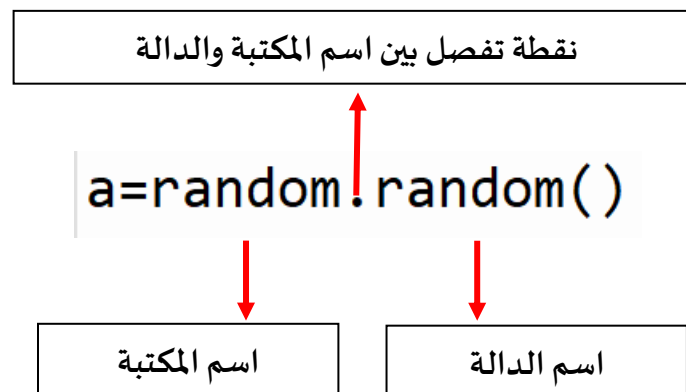 نقطة تفصل بين اسم المكتبة والدالة
a=random.random()
اسم المكتبة
اسم الدالة